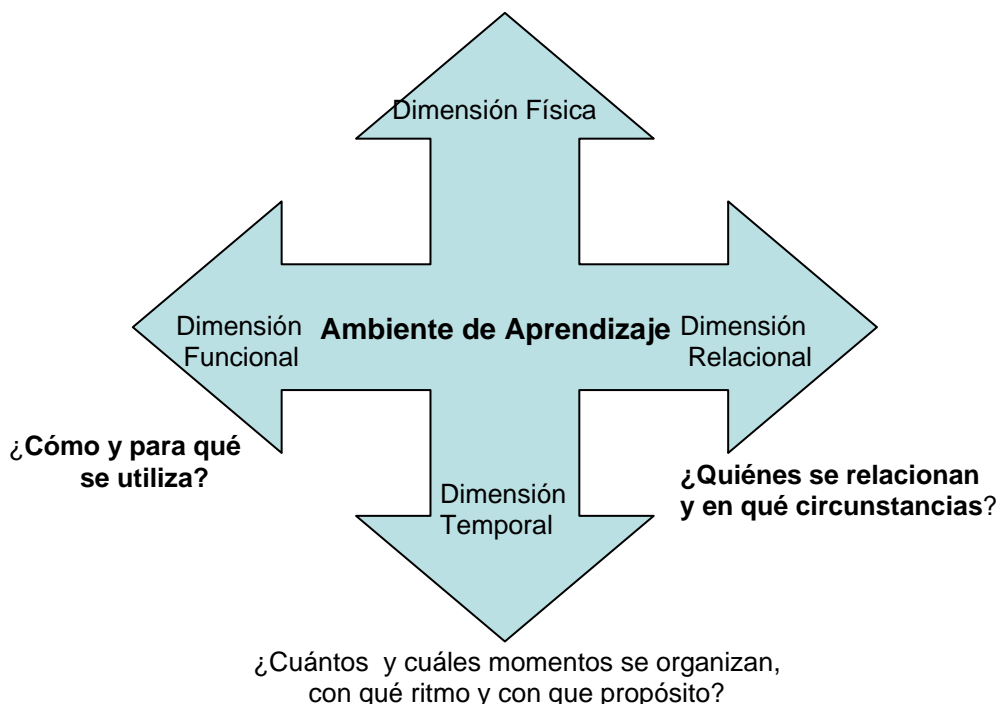 Dimensión Física
Dimensión
Funcional
Ambiente de Aprendizaje
Dimensión
Relacional
¿Cómo y para qué
se utiliza?
¿Quiénes se relacionan
y en qué circunstancias?
Dimensión
Temporal
¿Cuántos y cuáles momentos se organizan,
con qué ritmo y con que propósito?